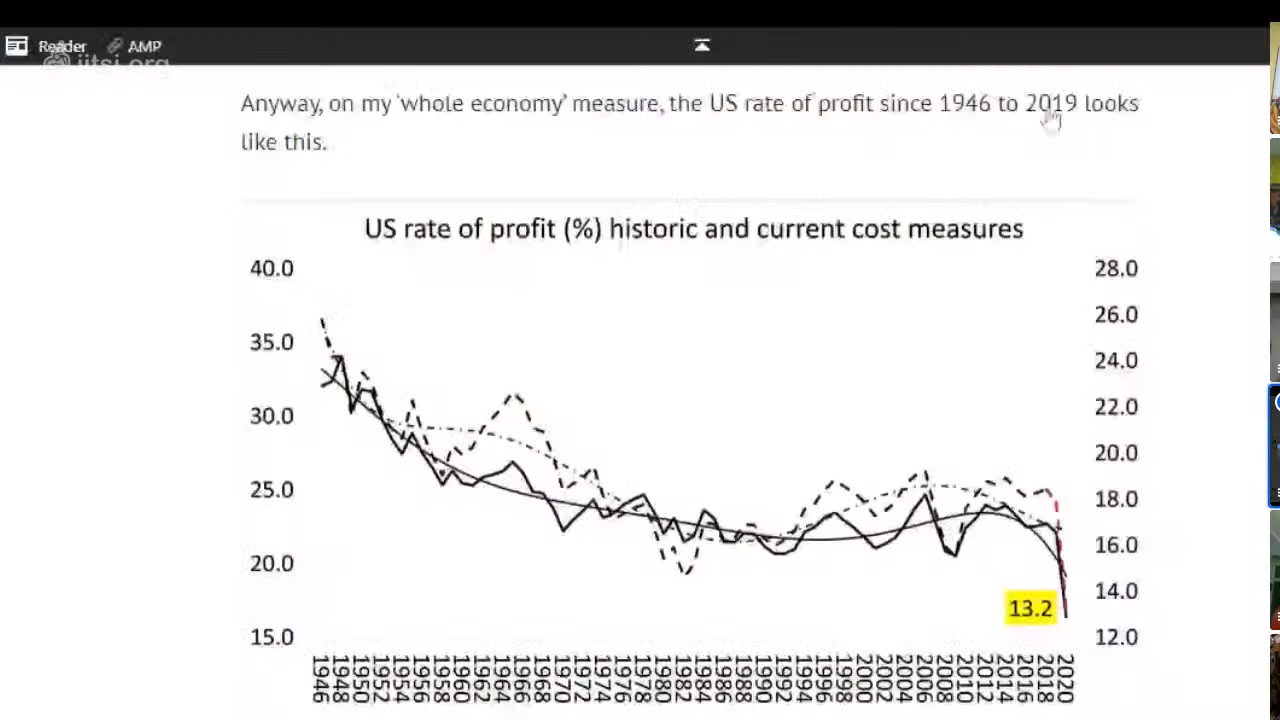 Reader AMP
jitsi.org
Anyway, on my ‘whole economy’ measure, the US rate of profit since 1946 to 2019 looks
like this.
US rate of profit (%) historic and current cost measures
40.0 28.0
26.0
35.0
24.0
30.0 22.0
20.0
25.0
18.0
20.0 16.0
14.0
13.2
15.0 12.0
1946 1948 1950 1952 1954 1956 1958 1960 1962 1964 1966 1968 1970 1972 1974 1976 1978 1980 1982 1984 1986 1988 1990 1992 1994 1996 1998 2000 2002 2004 2006 2008 2010 2012 2014 2016 2018 2020